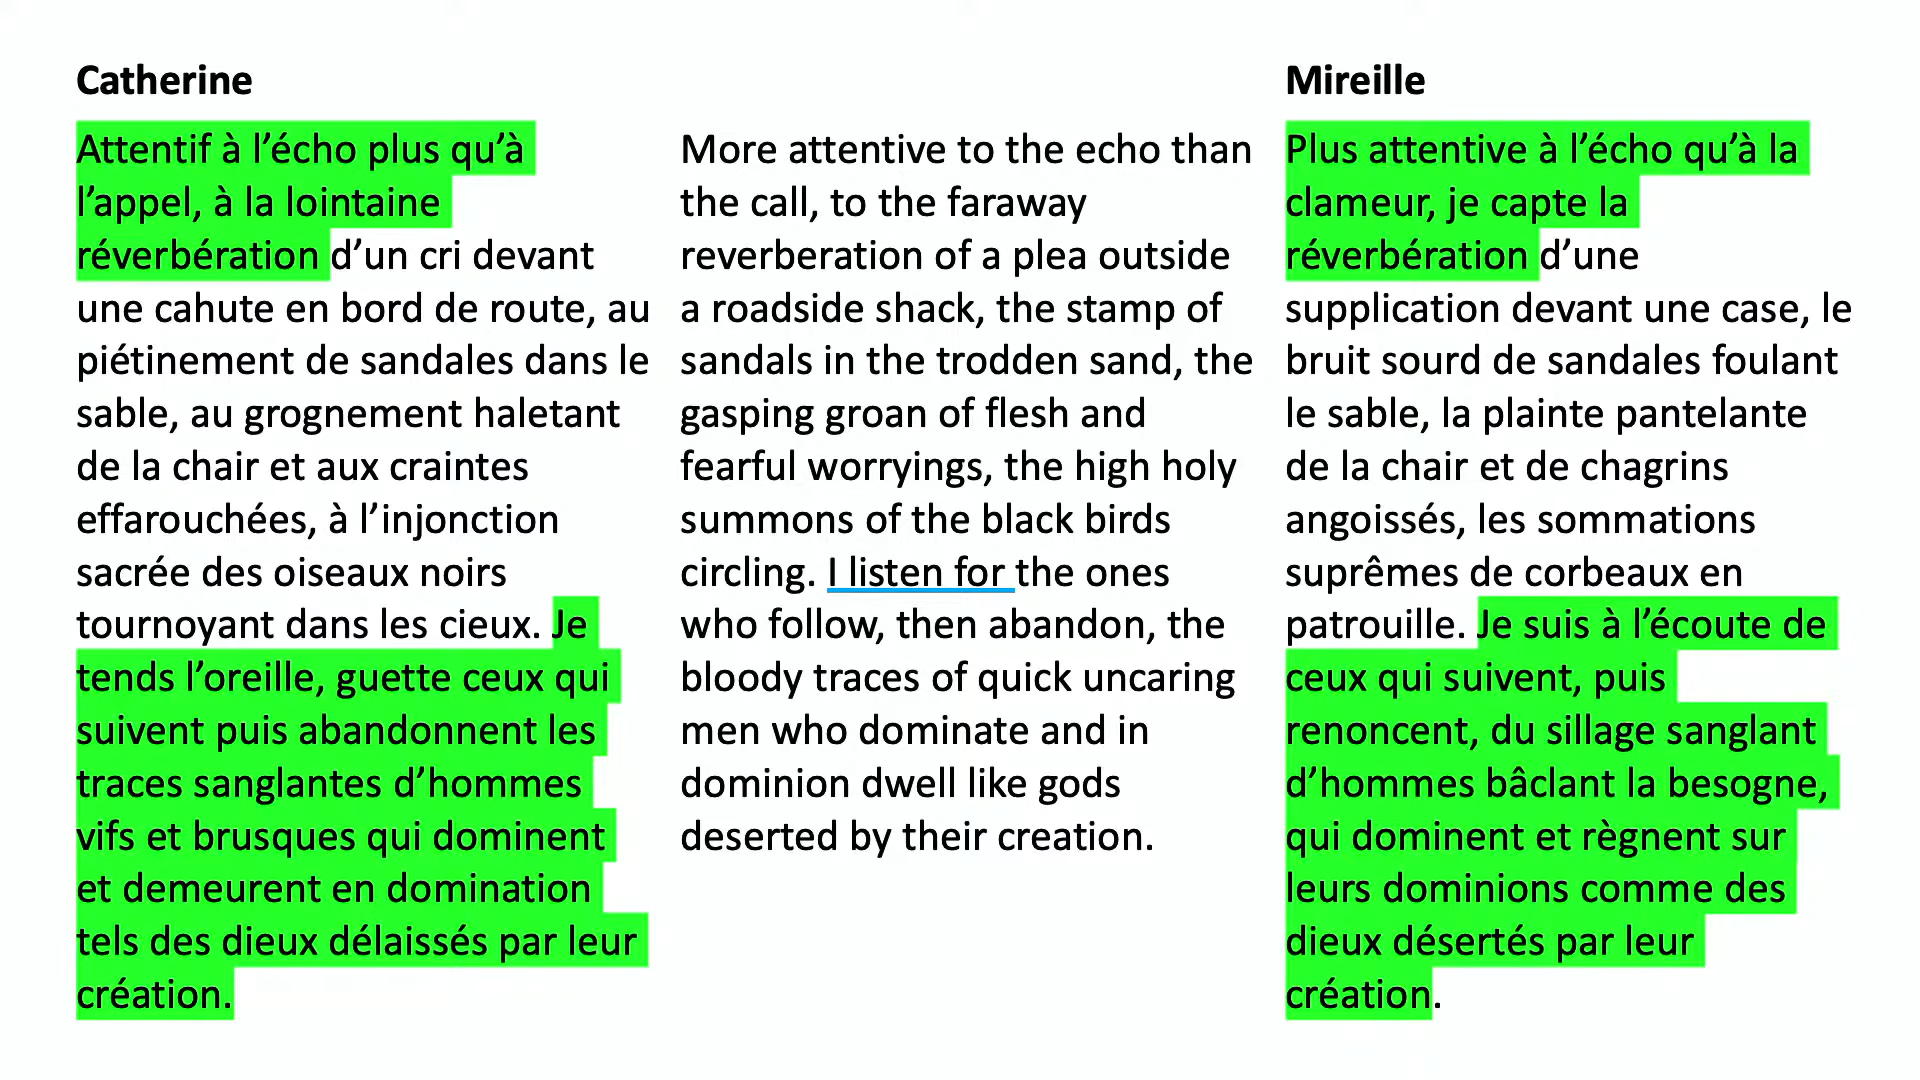 Catherine
Attentif à l’écho plus qu’à
l’appel, à la lointaine
réverbération d’un cri devant
une cahute en bord de route, au
piétinement de sandales dans le
sable, au grognement haletant
de la chair et aux craintes
effarouchées, à l’injonction
sacrée des oiseaux noirs
tournoyant dans les cieux. Je
tends l’oreille, guette ceux qui
suivent puis abandonnent les
traces sanglantes d’hommes
vifs et brusques qui dominent
et demeurent en domination
tels des dieux délaissés par leur
création.
More attentive to the echo than
the call, to the faraway
reverberation of a plea outside
a roadside shack, the stamp of
sandals in the trodden sand, the
gasping groan of flesh and
fearful worryings, the high holy
summons of the black birds
circling. I listen for the ones
who follow, then abandon, the
bloody traces of quick uncaring
men who dominate and in
dominion dwell like gods
deserted by their creation.
Mireille
Plus attentive à l’écho qu’à la
clameur, je capte la
réverbération d’une
supplication devant une case, le
bruit sourd de sandales foulant
le sable, la plainte pantelante
de la chair et de chagrins
angoissés, les sommations
suprêmes de corbeaux en
patrouille. Je suis à l’écoute de
ceux qui suivent, puis
renoncent, du sillage sanglant
d’hommes bâclant la besogne,
qui dominent et règnent sur
leurs dominions comme des
dieux désertés par leur
création.